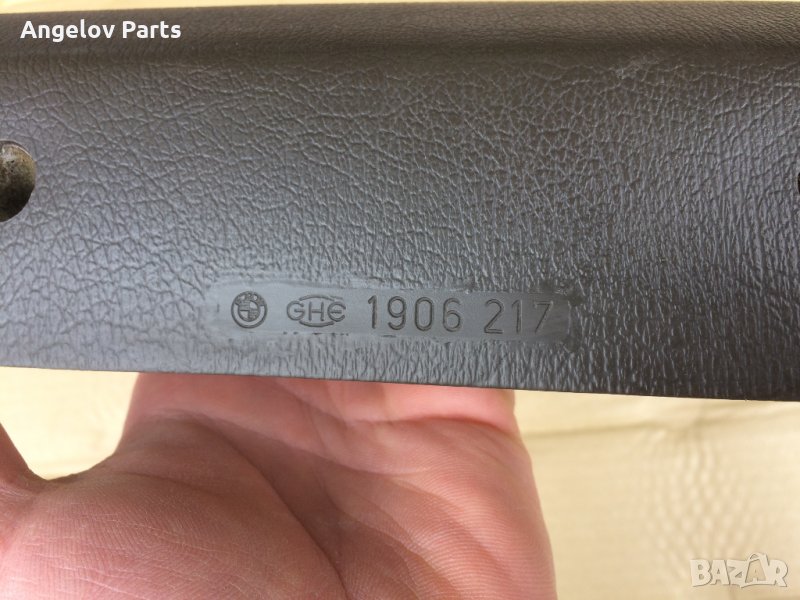 Angelov Parts
GHE 1906 217
BAZAR